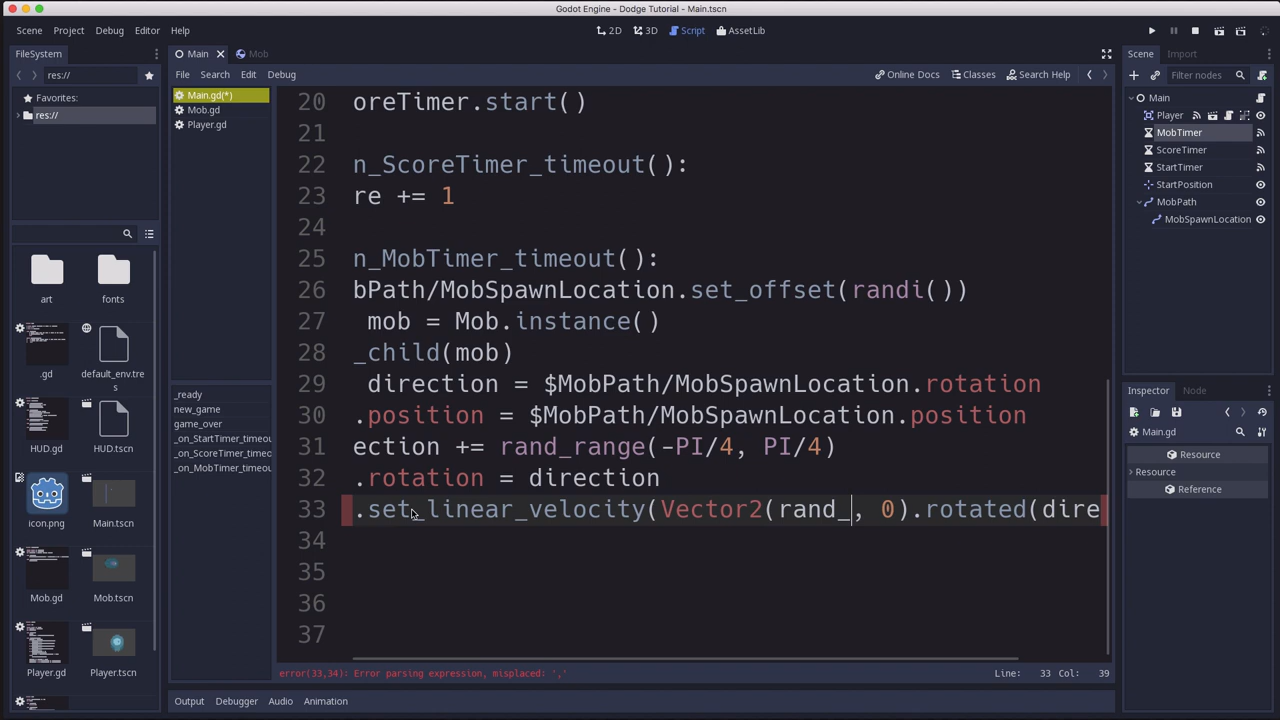 Godot Engine - Dodge Tutorial - Main.tscn
Scene Project Debug Editor Help
2D 3D Script AssetLib
FileSystem
Main Mob
Scene Import
res://
File Search Edit Debug
Online Docs Classes Search Help
Filter nodes
Favorites:
res://
Main.gd(*)
Mob.gd
Player.gd
20 oreTimer.start()
21
22 n_ScoreTimer_timeout():
23 re += 1
24
25 n_MobTimer_timeout():
26 bPath/MobSpawnLocation.set_offset(randi())
27 mob = Mob.instance()
28 _child(mob)
29 direction = $MobPath/MobSpawnLocation.rotation
30 .position = $MobPath/MobSpawnLocation.position
31 ection += rand_range(-PI/4, PI/4)
32 .rotation = direction
33 .set_linear_velocity(Vector2(rand_, 0).rotated(dire
34
35
36
37
error(33,34): Error parsing expression, misplaced: ','
Line: 33 Col: 39
Main
Player
MobTimer
ScoreTimer
StartTimer
StartPosition
MobPath
MobSpawnLocation
art fonts
.gd default_env.tres
HUD.gd HUD.tscn
icon.png Main.tscn
Mob.gd Mob.tscn
Player.gd Player.tscn
_ready
new_game
game_over
_on_StartTimer_timeou
_on_ScoreTimer_timeou
_on_MobTimer_timeout
Inspector Node
Main.gd
Resource
Resource
Reference
Output Debugger Audio Animation